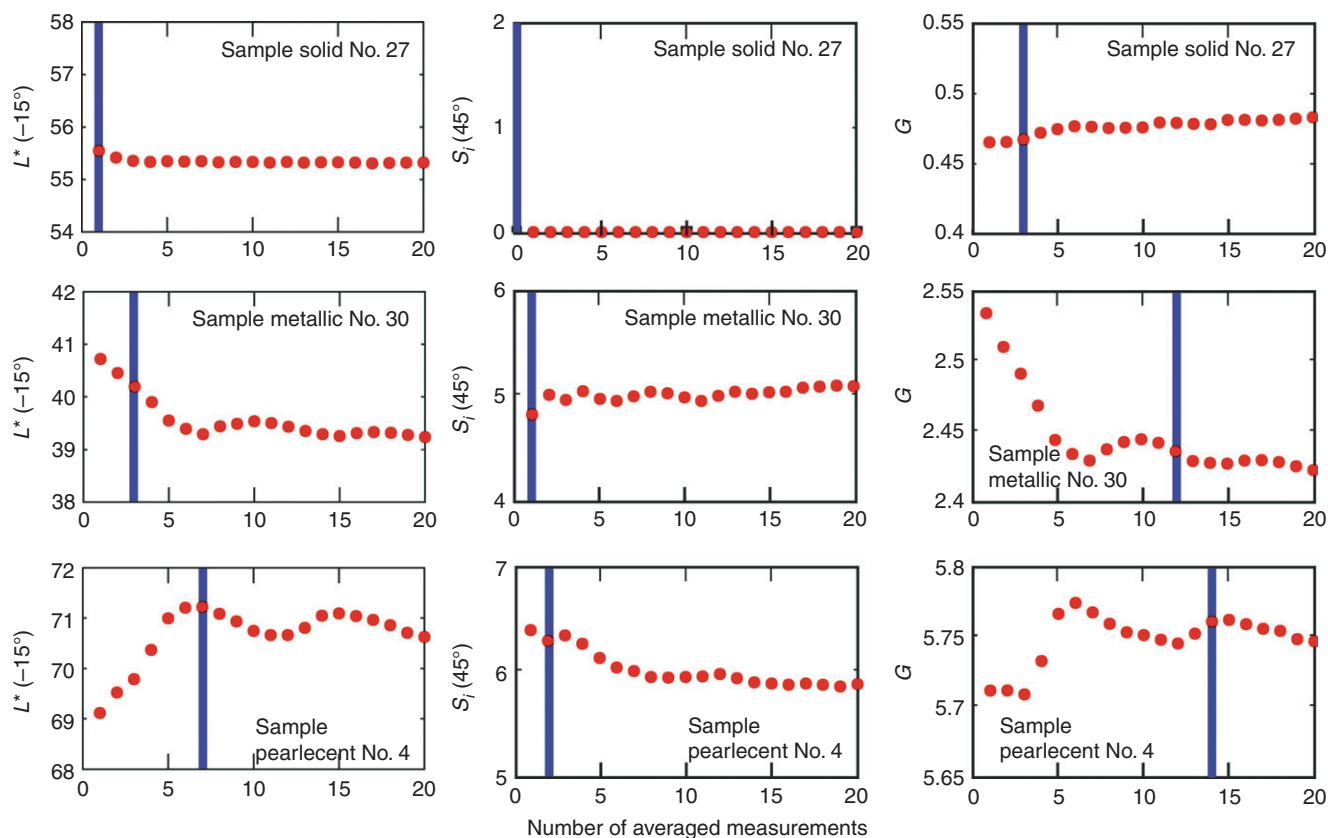 58
57
56
55
54
L* (−15°)
Sample solid No. 27
0 5 10 15 20
2
1
0
S_i (45°)
Sample solid No. 27
0 5 10 15 20
0.55
0.5
0.45
0.4
G
Sample solid No. 27
0 5 10 15 20
42
41
40
39
38
L* (−15°)
Sample metallic No. 30
0 5 10 15 20
6
5
4
S_i (45°)
Sample metallic No. 30
0 5 10 15 20
2.55
2.5
2.45
2.4
G
Sample
metallic No. 30
0 5 10 15 20
72
71
70
69
68
L* (−15°)
Sample
pearlecent No. 4
0 5 10 15 20
7
6
5
S_i (45°)
Sample
pearlecent No. 4
0 5 10 15 20
5.8
5.75
5.7
5.65
G
Sample
pearlecent No. 4
0 5 10 15 20
Number of averaged measurements